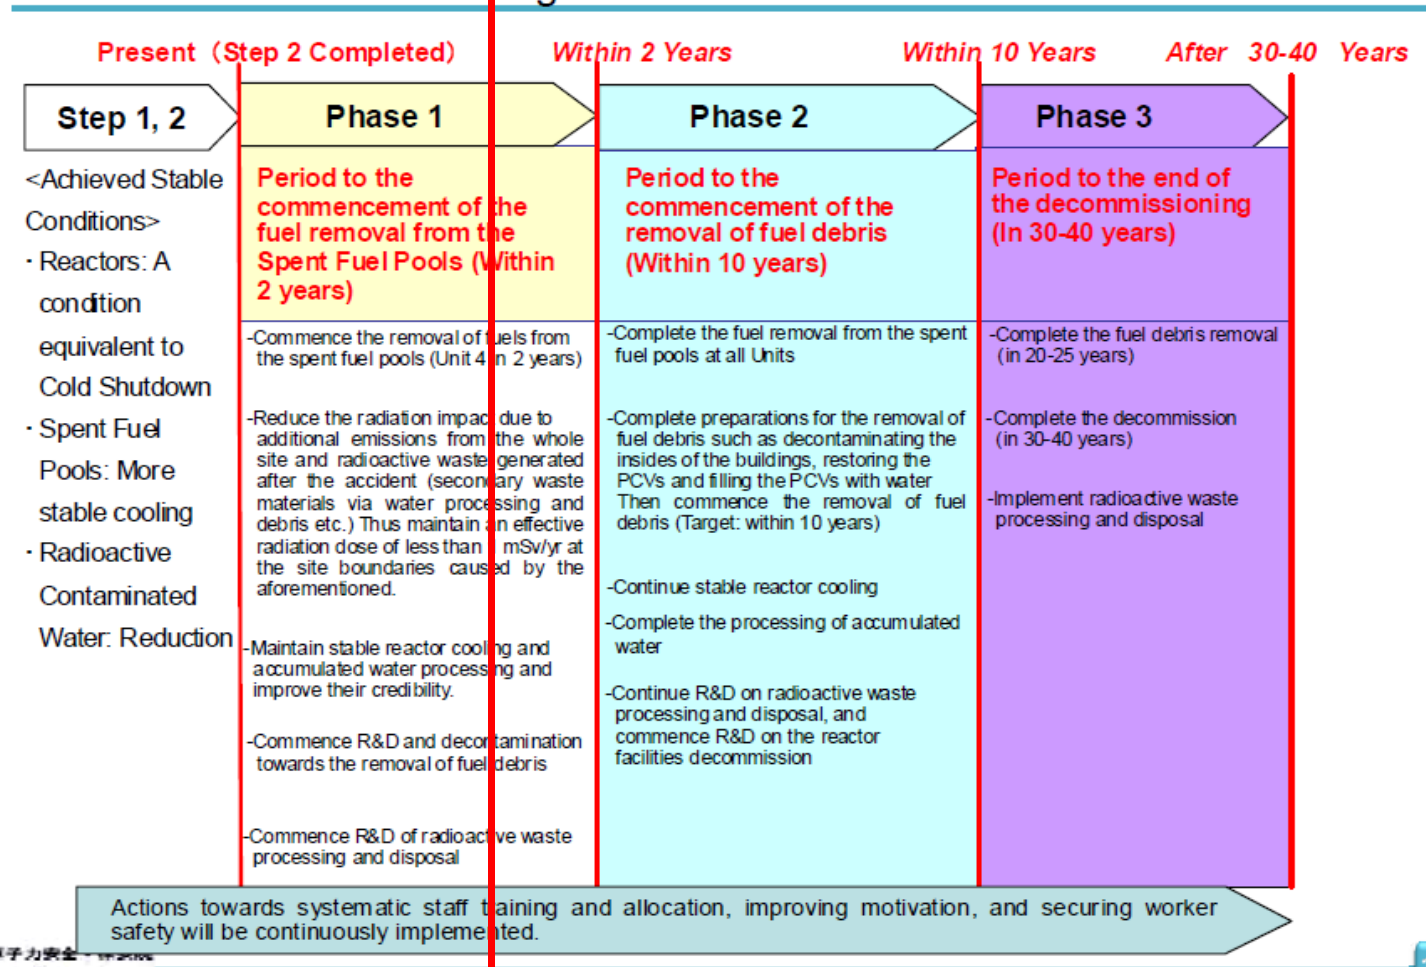 Present (Step 2 Completed)
Within 2 Years
Within 10 Years
After 30-40 Years
Step 1, 2
Phase 1
Phase 2
Phase 3
<Achieved Stable
Conditions>
・Reactors: A
condition
equivalent to
Cold Shutdown
・Spent Fuel
Pools: More
stable cooling
・Radioactive
Contaminated
Water: Reduction
Period to the
commencement of the
fuel removal from the
Spent Fuel Pools (Within
2 years)
-Commence the removal of fuels from
the spent fuel pools (Unit 4 in 2 years)
-Reduce the radiation impact due to
additional emissions from the whole
site and radioactive waste generated
after the accident (secondary waste
materials via water processing and
debris etc.) Thus maintain an effective
radiation dose of less than mSv/yr at
the site boundaries caused by the
aforementioned.
-Maintain stable reactor cooling and
accumulated water processing and
improve their credibility.
-Commence R&D and decontamination
towards the removal of fuel debris
-Commence R&D of radioactive waste
processing and disposal
Period to the
commencement of the
removal of fuel debris
(Within 10 years)
-Complete the fuel removal from the spent
fuel pools at all Units
-Complete preparations for the removal of
fuel debris such as decontaminating the
insides of the buildings, restoring the
PCVs and filling the PCVs with water
Then commence the removal of fuel
debris (Target: within 10 years)
-Continue stable reactor cooling
-Complete the processing of accumulated
water
-Continue R&D on radioactive waste
processing and disposal, and
commence R&D on the reactor
facilities decommission
Period to the end of
the decommissioning
(In 30-40 years)
-Complete the fuel debris removal
(in 20-25 years)
-Complete the decommission
(in 30-40 years)
-Implement radioactive waste
processing and disposal
Actions towards systematic staff training and allocation, improving motivation, and securing worker
safety will be continuously implemented.